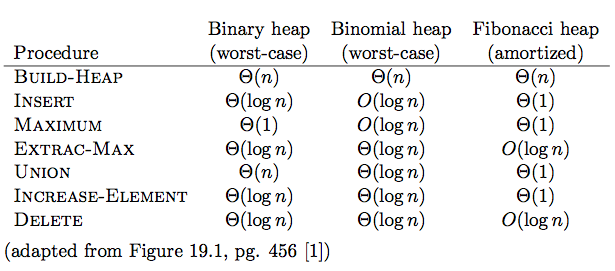 Binary heap Binomial heap Fibonacci heap
Procedure (worst-case) (worst-case) (amortized)
BUILD-HEAP Θ(n) Θ(n) Θ(n)
INSERT Θ(log n) O(log n) Θ(1)
MAXIMUM Θ(1) O(log n) Θ(1)
EXTRAC-MAX Θ(log n) Θ(log n) O(log n)
UNION Θ(n) Θ(log n) Θ(1)
INCREASE-ELEMENT Θ(log n) Θ(log n) Θ(1)
DELETE Θ(log n) Θ(log n) O(log n)
(adapted from Figure 19.1, pg. 456 [1])